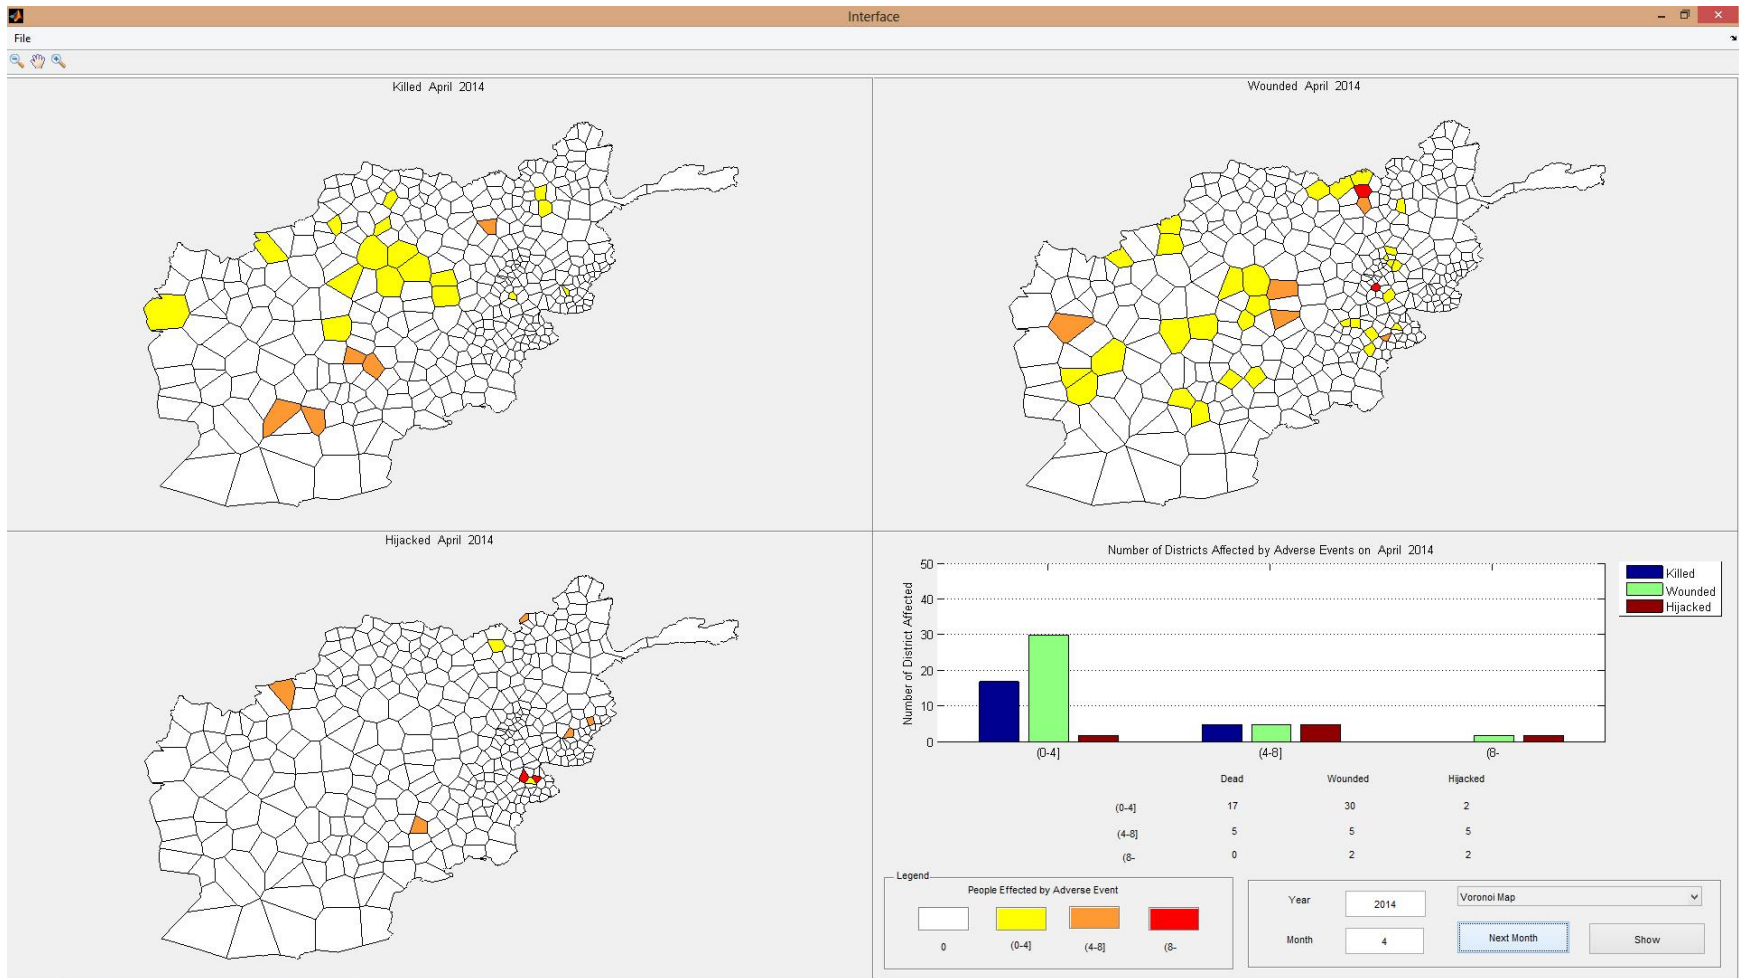 Interface
File
Killed April 2014
Wounded April 2014
Hijacked April 2014
Number of Districts Affected by Adverse Events on April 2014
Number of District Affected
50
40
30
20
10
0
(0-4]
(4-8]
(8-
Killed
Wounded
Hijacked
Dead Wounded Hijacked
(0-4] 17 30 2
(4-8] 5 5 5
(8- 0 2 2
Legend
People Effected by Adverse Event
0 (0-4] (4-8] (8-
Year 2014 Voronoi Map
Month 4 Next Month Show